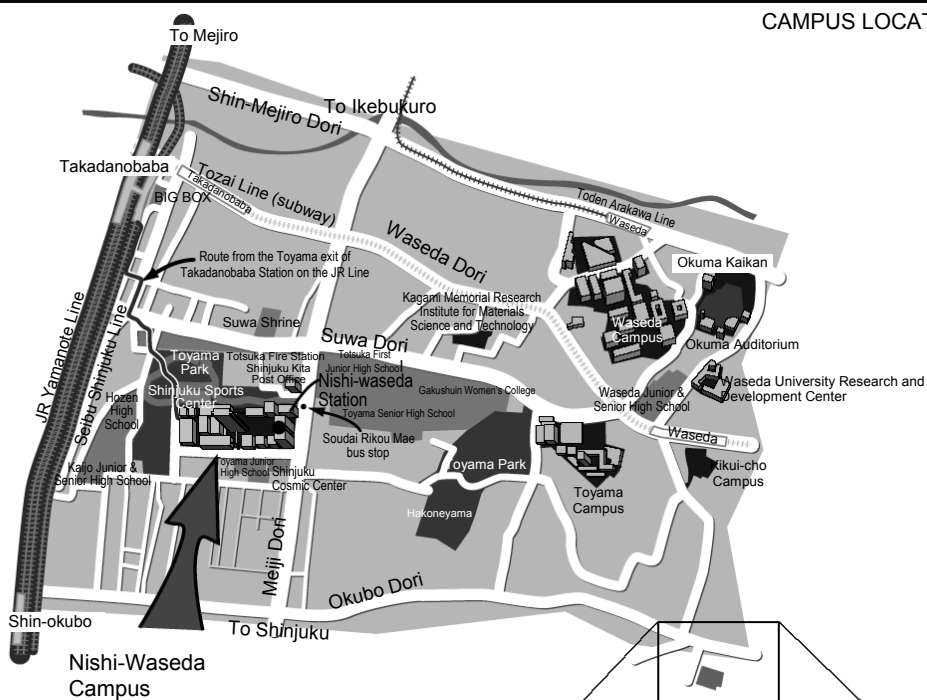 CAMPUS LOCAT
To Mejiro
Shin-Mejiro Dori
To Ikebukuro
Takadanobaba
Takadanobaba
Tozai Line (subway)
BIG BOX
Toden Arakawa Line
Waseda
Waseda Dori
Route from the Toyama exit of
Takadanobaba Station on the JR Line
Okuma Kaikan
Kagami Memorial Research
Institute for Materials
Science and Technology
Waseda
Campus
Okuma Auditorium
Suwa Shrine
Suwa Dori
JR Yamanote Line
Seibu Shinjuku Line
Toyama
Park
Totsuka Fire Station
Shinjuku Kita
Post Office
Totsuka First
Junior High School
Nishi-waseda
Station
Gakushuin Women's College
Waseda Junior &
Senior High School
Waseda University Research and
Development Center
Shinjuku Sports
Center
Hozen
High
School
Toyama Senior High School
Soudai Rikou Mae
bus stop
Waseda
Kaijo Junior &
Senior High School
Toyama Junior
High School
Shinjuku
Cosmic Center
Toyama Park
Kikui-cho
Campus
Toyama
Campus
Hakoneyama
Meiji Dori
Okubo Dori
Shin-okubo
To Shinjuku
Nishi-Waseda
Campus